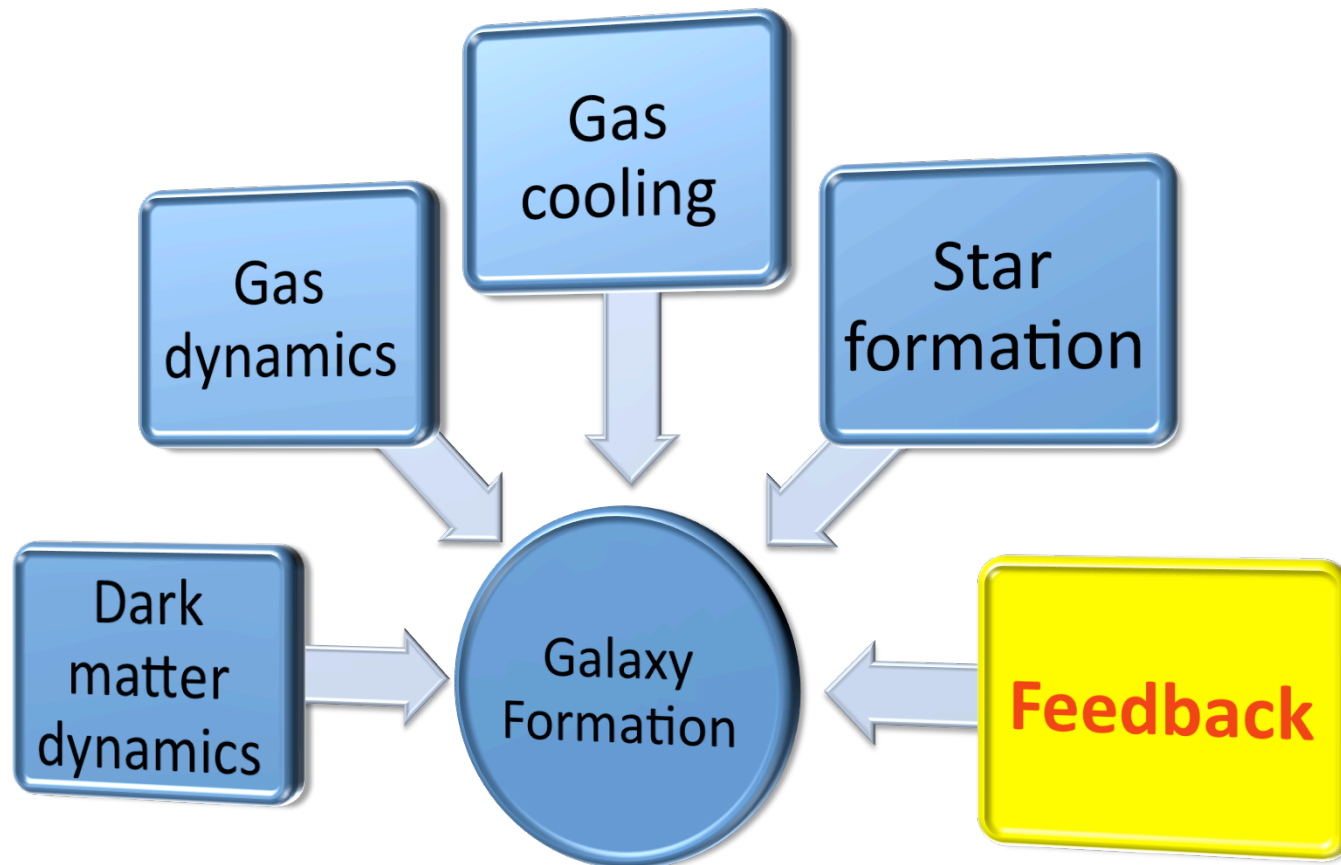 Gas
cooling
Gas
dynamics
Star
formation
Dark
matter
dynamics
Galaxy
Formation
Feedback